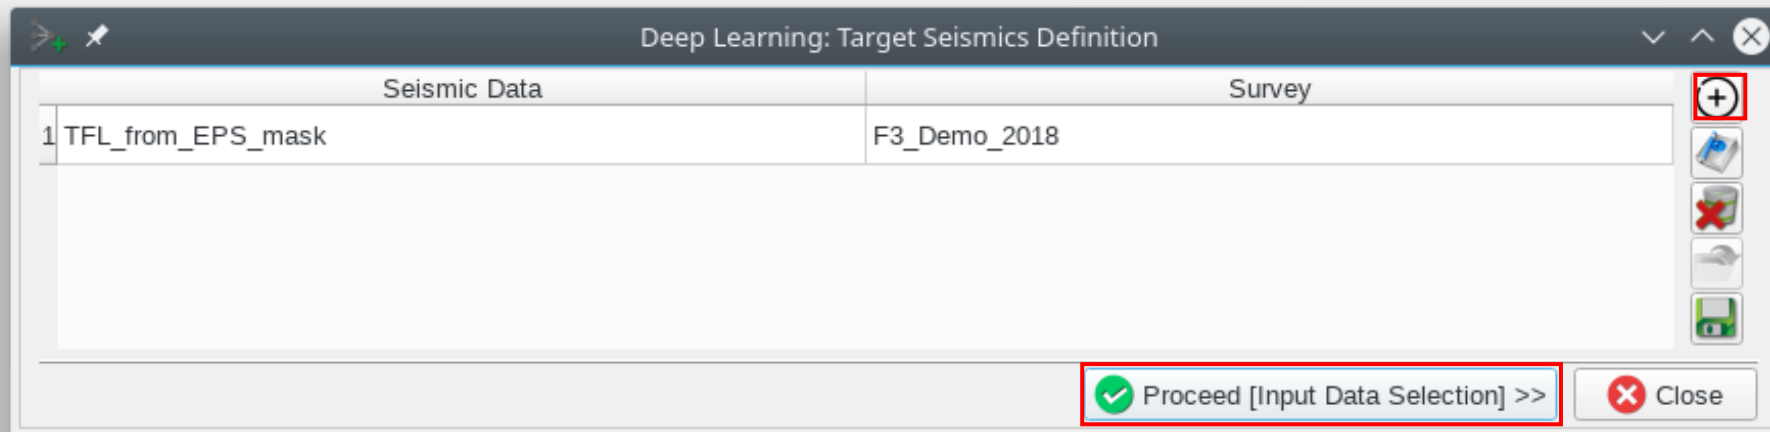 Deep Learning: Target Seismics Definition
Seismic Data Survey
1 TFL_from_EPS_mask F3_Demo_2018
Proceed [Input Data Selection] >> Close